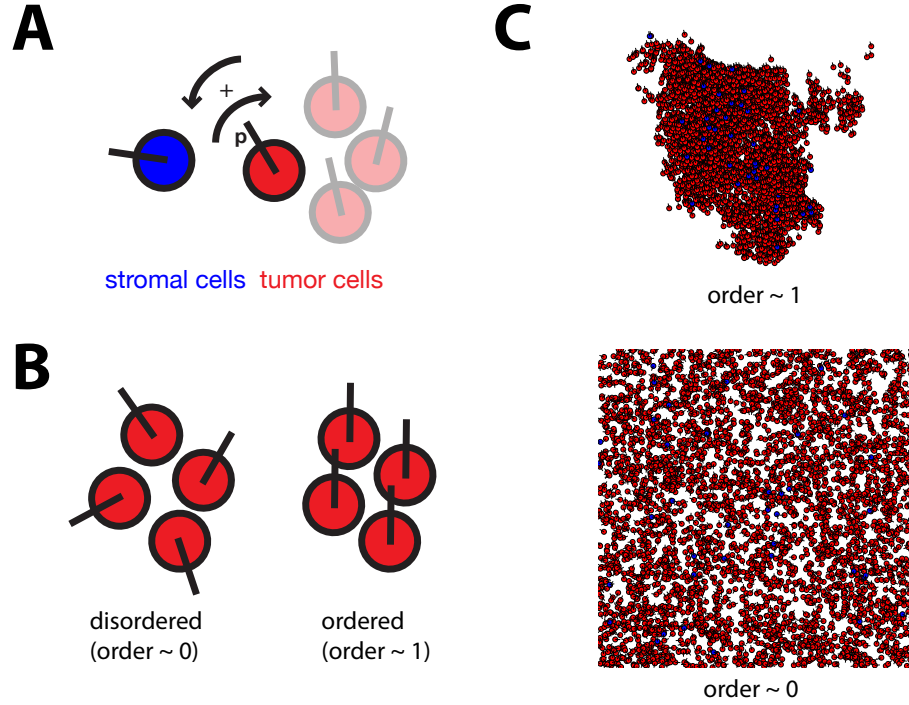 A
+
p
stromal cells tumor cells
B
disordered
(order ~ 0)
ordered
(order ~ 1)
C
order ~ 1
order ~ 0